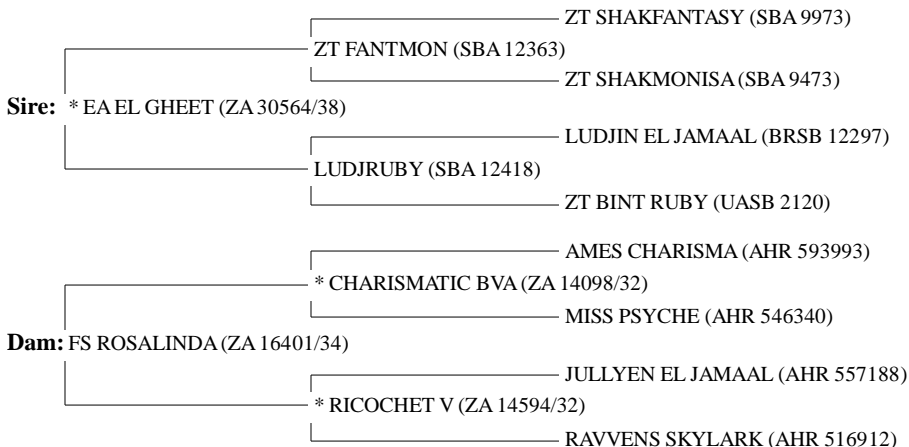 ZT SHAKFANTASY (SBA 9973)
ZT FANTMON (SBA 12363)
ZT SHAKMONISA (SBA 9473)
Sire: * EA EL GHEET (ZA 30564/38)
LUDJIN EL JAMAAL (BRSB 12297)
LUDJRUBY (SBA 12418)
ZT BINT RUBY (UASB 2120)
AMES CHARISMA (AHR 593993)
* CHARISMATIC BVA (ZA 14098/32)
MISS PSYCHE (AHR 546340)
Dam: FS ROSALINDA (ZA 16401/34)
JULLYEN EL JAMAAL (AHR 557188)
* RICOCHET V (ZA 14594/32)
RAVVENS SKYLARK (AHR 516912)